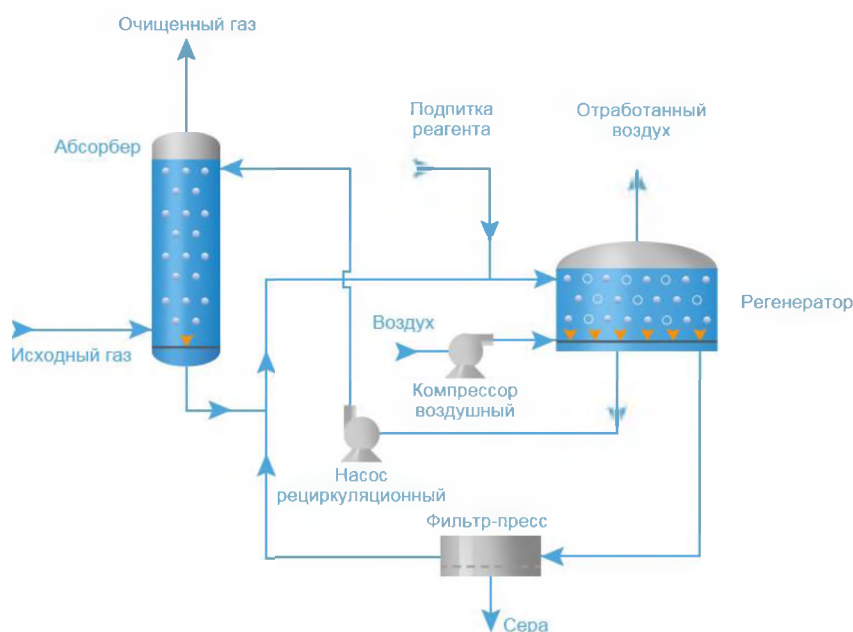 Очищенный газ
Подпитка
реагента
Отработанный
воздух
Абсорбер
Регенератор
Воздух
Исходный газ
Компрессор
воздушный
Насос
рециркуляционный
Фильтр-пресс
Сера